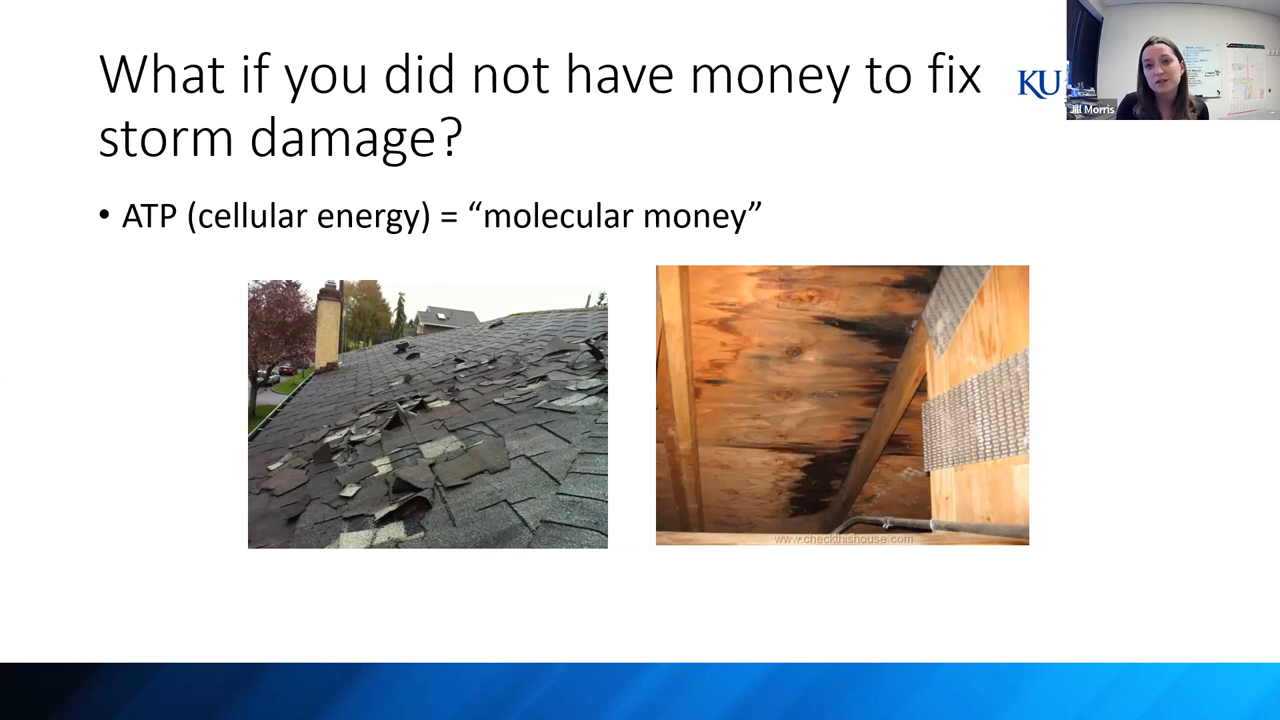 What if you did not have money to fix
storm damage?
KU
Jill Morris
• ATP (cellular energy) = “molecular money”
www.checkthishouse.com